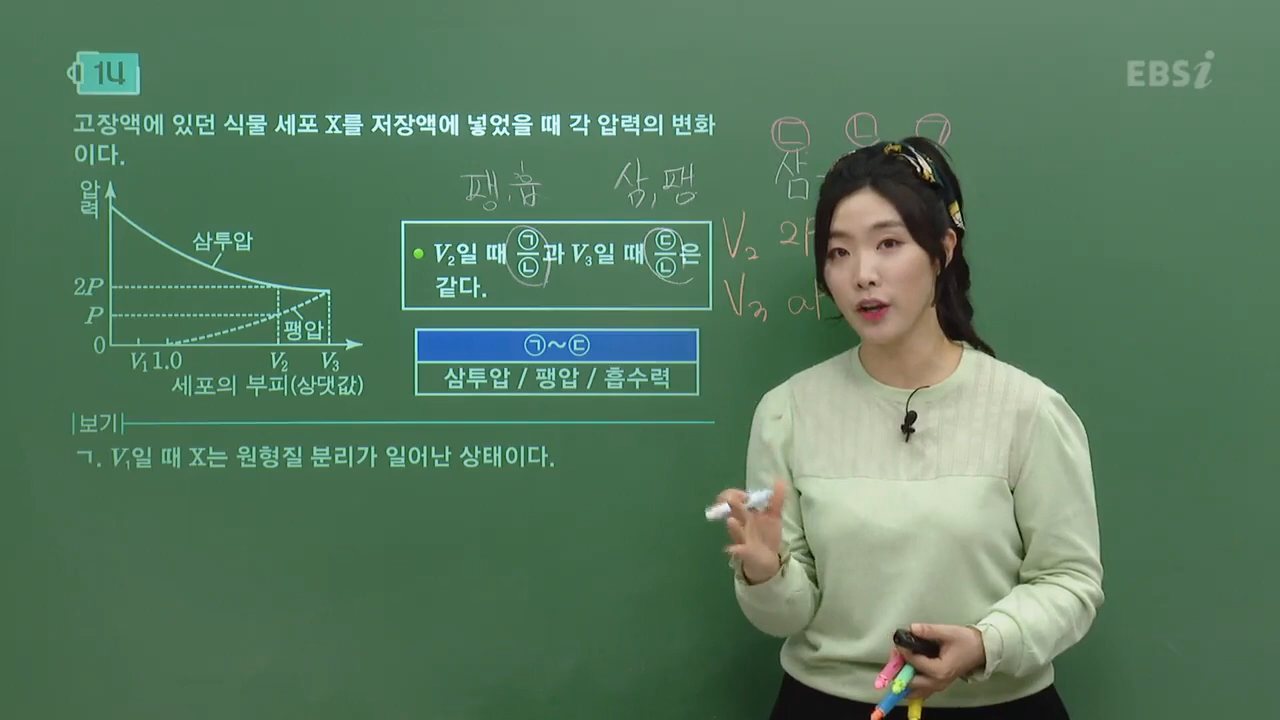 14
EBSi
고장액에 있던 식물 세포 X를 저장액에 넣었을 때 각 압력의 변화
이다.
㉢ ㉡ ㉠
팽, 흡 삼, 팽 삼
압력
삼투압
2P
P
0
팽압
V₁ 1.0 V₂ V₃
세포의 부피(상댓값)
V₂일 때 ㉠/㉡과 V₃일 때 ㉢/㉡은
같다.
V₂ 2P
V₃
㉠~㉢
삼투압 / 팽압 / 흡수력
보기
ㄱ. V₁일 때 X는 원형질 분리가 일어난 상태이다.